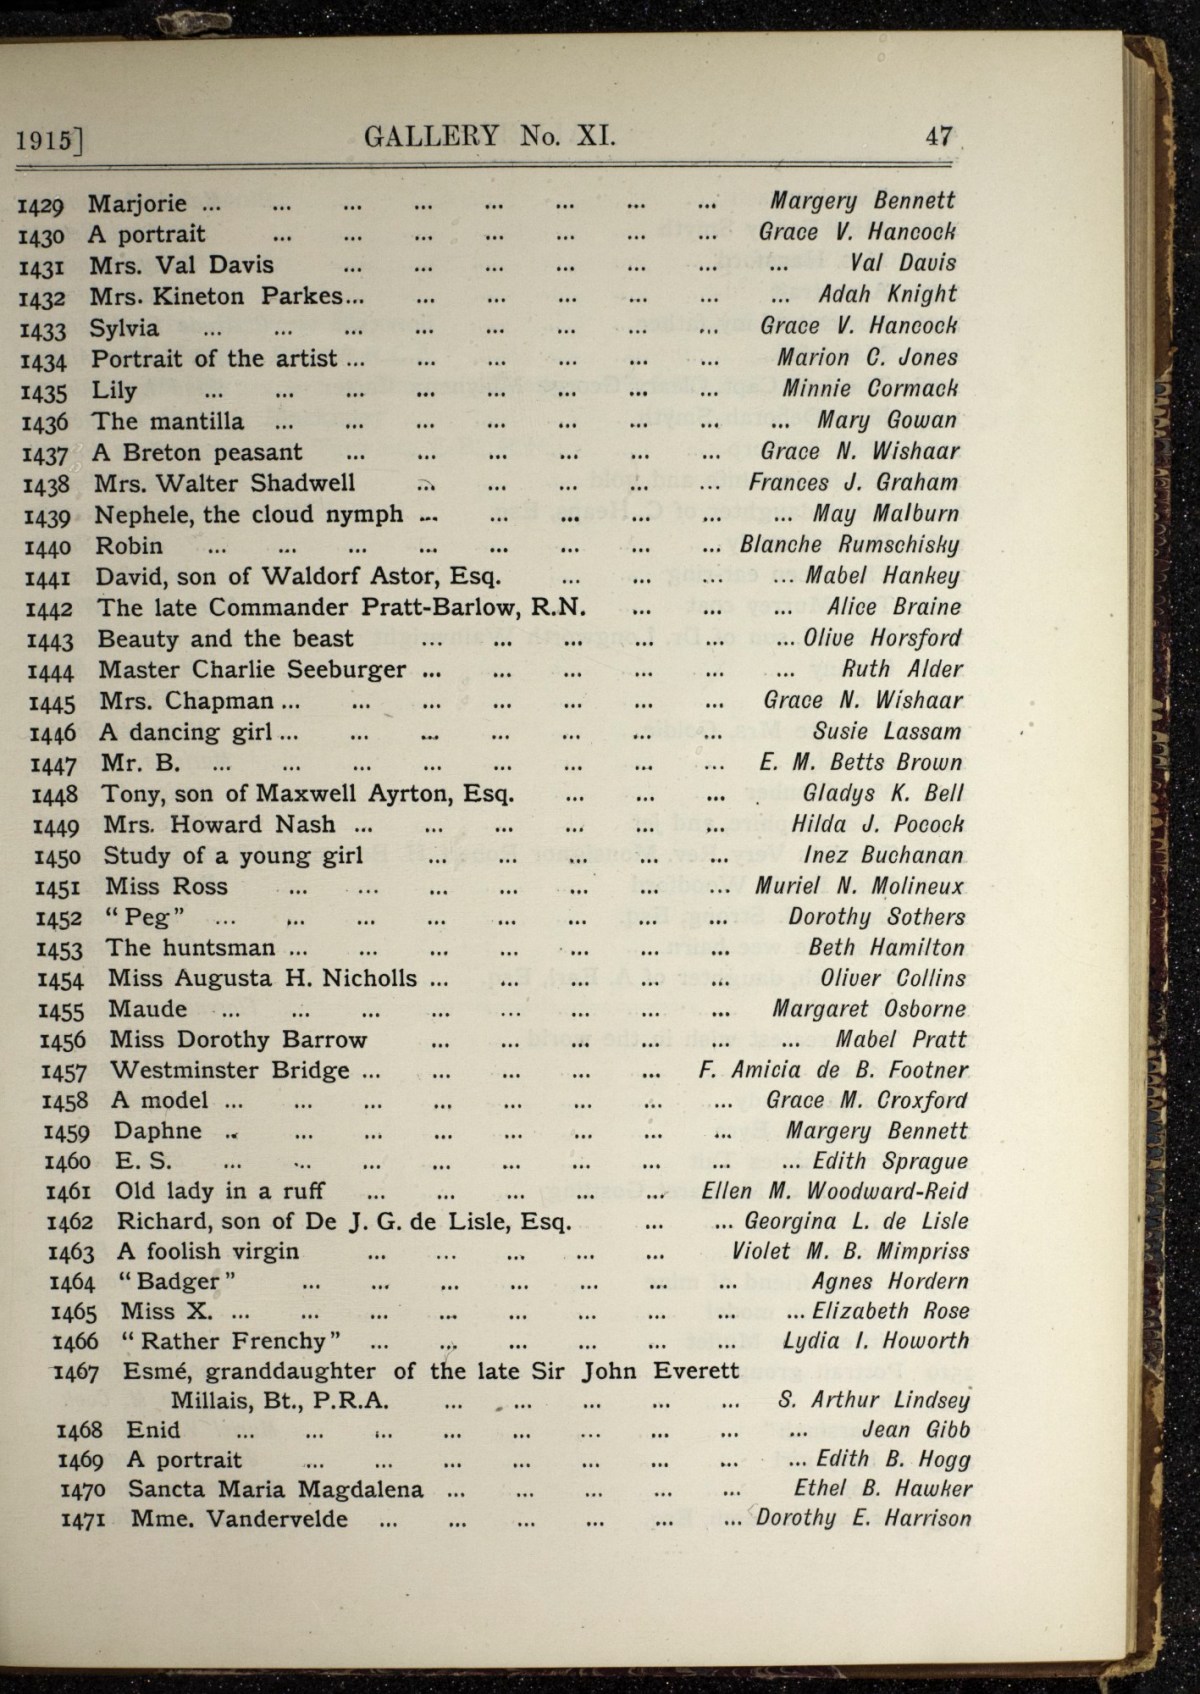 1915] GALLERY No. XI. 47
1429 Marjorie ... ... ... ... ... ... ... ... Margery Bennett
1430 A portrait ... ... ... ... ... ... ... Grace V. Hancock
1431 Mrs. Val Davis ... ... ... ... ... ... ... Val Davis
1432 Mrs. Kineton Parkes... ... ... ... ... ... ... Adah Knight
1433 Sylvia ... ... ... ... ... ... ... ... Grace V. Hancock
1434 Portrait of the artist ... ... ... ... ... ... Marion C. Jones
1435 Lily ... ... ... ... ... ... ... ... Minnie Cormack
1436 The mantilla ... ... ... ... ... ... ... ... Mary Gowan
1437 A Breton peasant ... ... ... ... ... ... Grace N. Wishaar
1438 Mrs. Walter Shadwell ... ... ... ... ... Frances J. Graham
1439 Nephele, the cloud nymph ... ... ... ... ... ... May Malburn
1440 Robin ... ... ... ... ... ... ... ... Blanche Rumschisky
1441 David, son of Waldorf Astor, Esq. ... ... ... ... Mabel Hankey
1442 The late Commander Pratt-Barlow, R.N. ... ... ... Alice Braine
1443 Beauty and the beast ... ... ... ... ... ... Olive Horsford
1444 Master Charlie Seeburger ... ... ... ... ... ... Ruth Alder
1445 Mrs. Chapman ... ... ... ... ... ... ... Grace N. Wishaar
1446 A dancing girl ... ... ... ... ... ... ... Susie Lassam
1447 Mr. B. ... ... ... ... ... ... ... ... E. M. Betts Brown
1448 Tony, son of Maxwell Ayrton, Esq. ... ... ... Gladys K. Bell
1449 Mrs. Howard Nash ... ... ... ... ... ... Hilda J. Pocock
1450 Study of a young girl ... ... ... ... ... Inez Buchanan
1451 Miss Ross ... ... ... ... ... ... ... Muriel N. Molineux
1452 "Peg" ... ... ... ... ... ... ... ... Dorothy Sothers
1453 The huntsman ... ... ... ... ... ... ... Beth Hamilton
1454 Miss Augusta H. Nicholls ... ... ... ... ... Oliver Collins
1455 Maude ... ... ... ... ... ... ... ... Margaret Osborne
1456 Miss Dorothy Barrow ... ... ... ... ... ... Mabel Pratt
1457 Westminster Bridge ... ... ... ... ... F. Amicia de B. Footner
1458 A model ... ... ... ... ... ... ... ... Grace M. Croxford
1459 Daphne ... ... ... ... ... ... ... ... Margery Bennett
1460 E. S. ... ... ... ... ... ... ... ... ... Edith Sprague
1461 Old lady in a ruff ... ... ... ... ... Ellen M. Woodward-Reid
1462 Richard, son of De J. G. de Lisle, Esq. ... ... Georgina L. de Lisle
1463 A foolish virgin ... ... ... ... ... Violet M. B. Mimpriss
1464 "Badger" ... ... ... ... ... ... ... Agnes Hordern
1465 Miss X. ... ... ... ... ... ... ... ... ... Elizabeth Rose
1466 "Rather Frenchy" ... ... ... ... ... ... Lydia I. Howorth
1467 Esmé, granddaughter of the late Sir John Everett
Millais, Bt., P.R.A. ... ... ... ... ... S. Arthur Lindsey
1468 Enid ... ... ... ... ... ... ... ... ... Jean Gibb
1469 A portrait ... ... ... ... ... ... ... ... Edith B. Hogg
1470 Sancta Maria Magdalena ... ... ... ... ... Ethel B. Hawker
1471 Mme. Vandervelde ... ... ... ... ... ... Dorothy E. Harrison